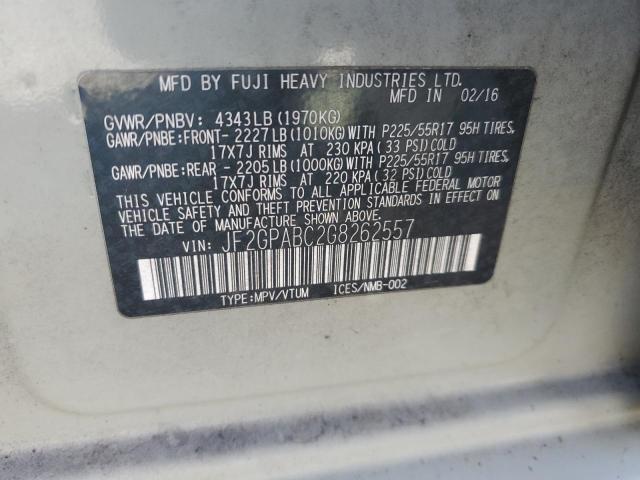 MFD BY FUJI HEAVY INDUSTRIES LTD.
MFD IN 02/16
GVWR/PNBV: 4343LB(1970KG)
GAWR/PNBE:FRONT-2227LB(1010KG)WITH P225/55R17 95H TIRES,
17X7J RIMS AT 230 KPA(33 PSI)COLD
GAWR/PNBE:REAR -2205LB(1000KG)WITH P225/55R17 95H TIRES,
17X7J RIMS AT 220 KPA(32 PSI)COLD
THIS VEHICLE CONFORMS TO ALL APPLICABLE FEDERAL MOTOR
VEHICLE SAFETY AND THEFT PREVENTION STANDARDS IN EFFECT ON
THE DATE OF MANUFACTURE SHOWN ABOVE.
VIN: JF2GPABC2G8262557
TYPE:MPV/VTUM ICES/NMB-002